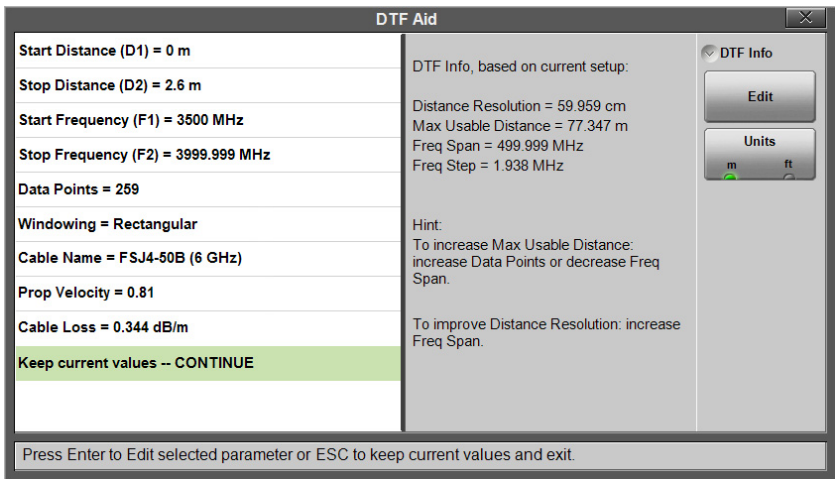 DTF Aid
Start Distance (D1) = 0 m
Stop Distance (D2) = 2.6 m
Start Frequency (F1) = 3500 MHz
Stop Frequency (F2) = 3999.999 MHz
Data Points = 259
Windowing = Rectangular
Cable Name = FSJ4-50B (6 GHz)
Prop Velocity = 0.81
Cable Loss = 0.344 dB/m
Keep current values -- CONTINUE
DTF Info, based on current setup:
Distance Resolution = 59.959 cm
Max Usable Distance = 77.347 m
Freq Span = 499.999 MHz
Freq Step = 1.938 MHz
Hint:
To increase Max Usable Distance:
increase Data Points or decrease Freq
Span.
To improve Distance Resolution: increase
Freq Span.
DTF Info
Edit
Units
m ft
Press Enter to Edit selected parameter or ESC to keep current values and exit.